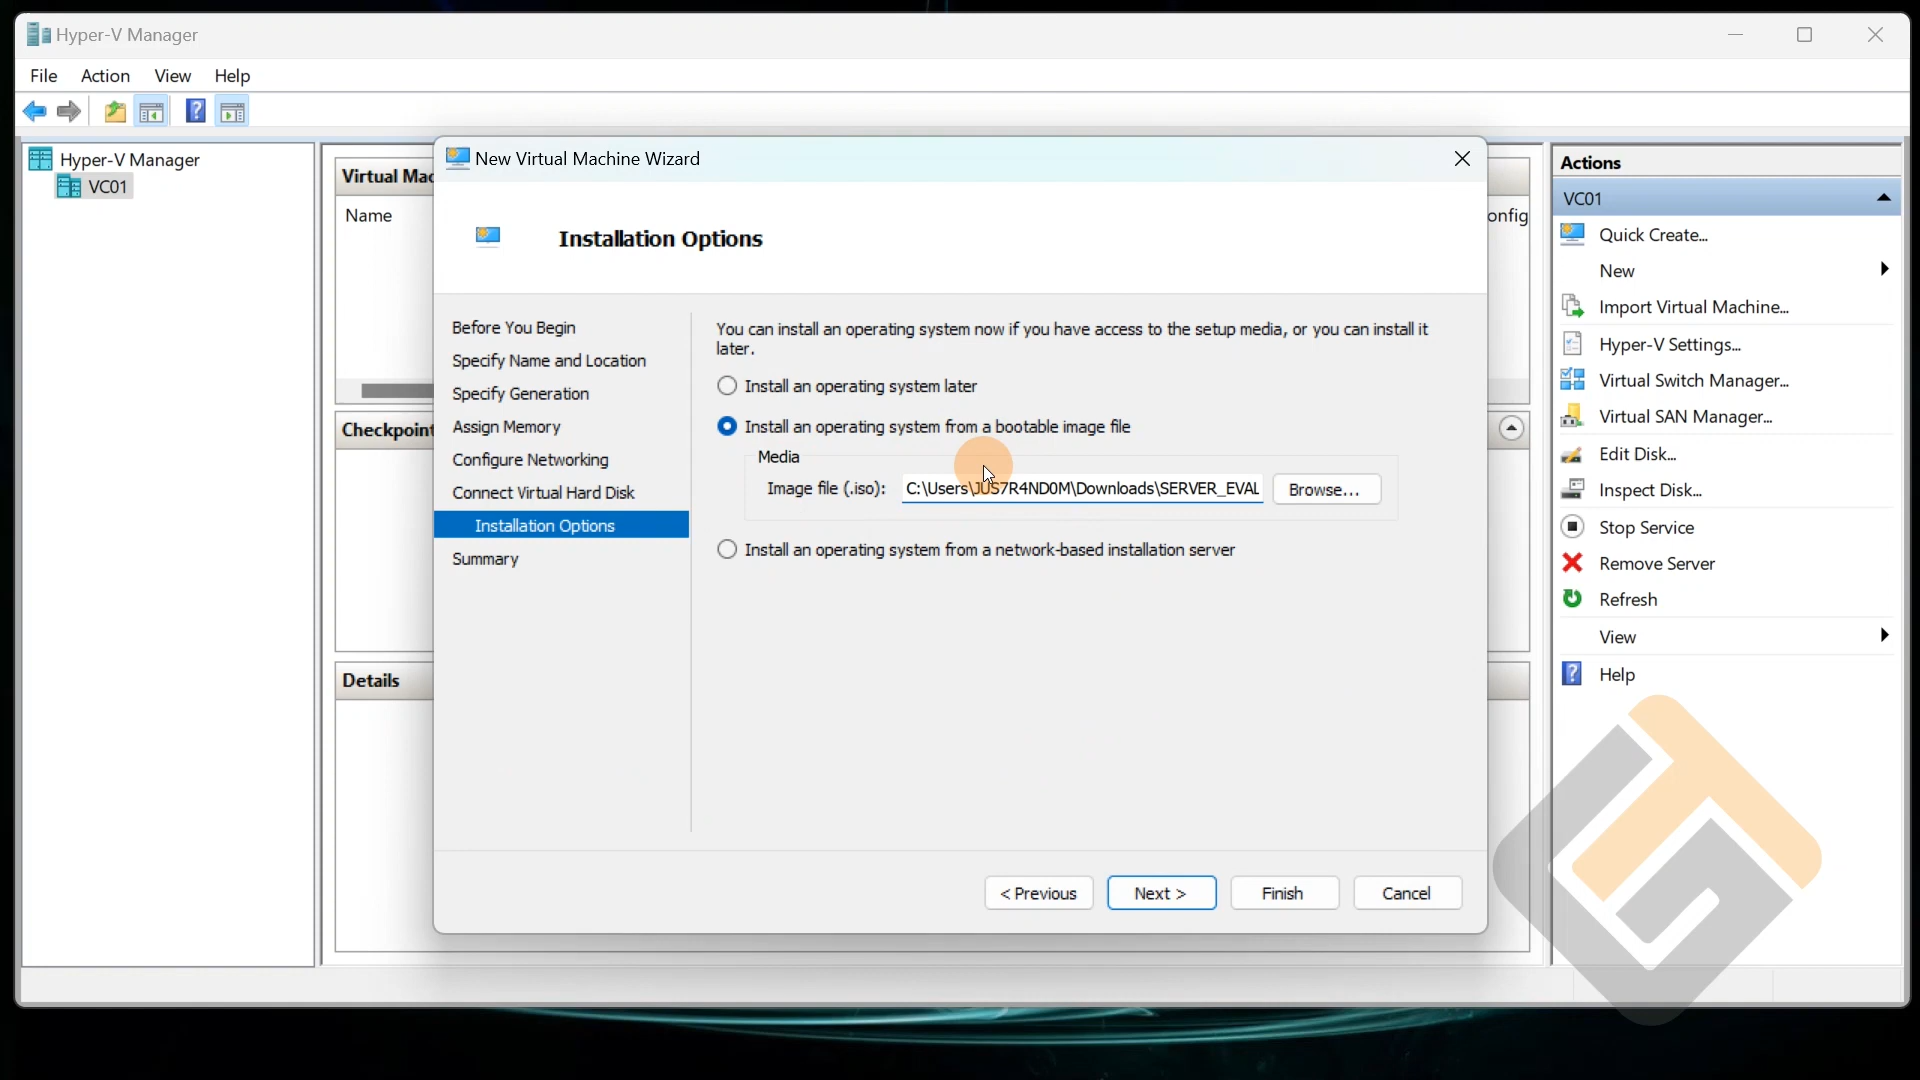 Hyper-V Manager
File Action View Help
Hyper-V Manager
VC01
Virtual Mac
Name
onfig
Checkpoint
Details
New Virtual Machine Wizard
Installation Options
Before You Begin
Specify Name and Location
Specify Generation
Assign Memory
Configure Networking
Connect Virtual Hard Disk
Installation Options
Summary
You can install an operating system now if you have access to the setup media, or you can install it
later.
Install an operating system later
Install an operating system from a bootable image file
Media
Image file (.iso): C:\Users\JUS7R4ND0M\Downloads\SERVER_EVAL Browse...
Install an operating system from a network-based installation server
< Previous Next > Finish Cancel
Actions
VC01
Quick Create...
New
Import Virtual Machine...
Hyper-V Settings...
Virtual Switch Manager...
Virtual SAN Manager...
Edit Disk...
Inspect Disk...
Stop Service
Remove Server
Refresh
View
Help